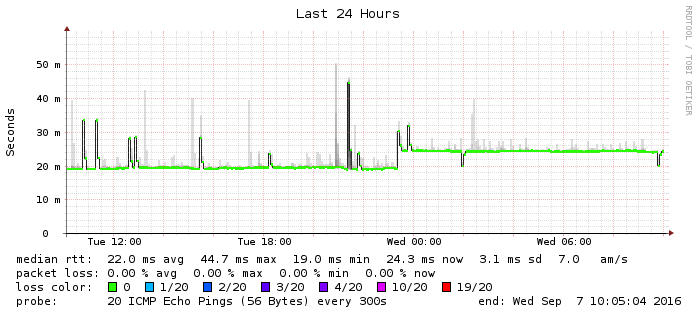 Last 24 Hours
RRDTOOL / TOBI OETIKER
Seconds
50 m
40 m
30 m
20 m
10 m
0
Tue 12:00 Tue 18:00 Wed 00:00 Wed 06:00
median rtt: 22.0 ms avg 44.7 ms max 19.0 ms min 24.3 ms now 3.1 ms sd 7.0 am/s
packet loss: 0.00 % avg 0.00 % max 0.00 % min 0.00 % now
loss color: 0 1/20 2/20 3/20 4/20 10/20 19/20
probe: 20 ICMP Echo Pings (56 Bytes) every 300s end: Wed Sep 7 10:05:04 2016